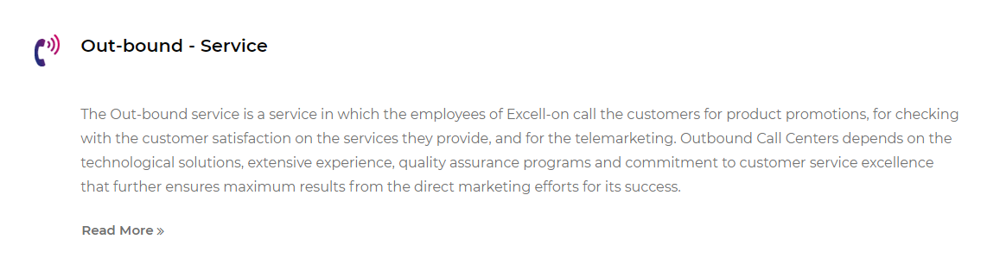 Out-bound - Service
The Out-bound service is a service in which the employees of Excell-on call the customers for product promotions, for checking
with the customer satisfaction on the services they provide, and for the telemarketing. Outbound Call Centers depends on the
technological solutions, extensive experience, quality assurance programs and commitment to customer service excellence
that further ensures maximum results from the direct marketing efforts for its success.
Read More »